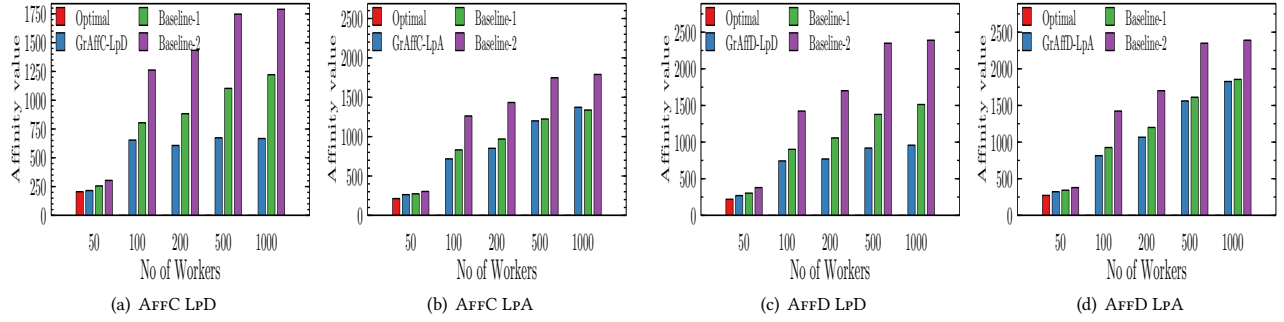 Affinity value
1750
1500
1250
1000
750
500
250
0
Optimal
GrAffC-LpD
Baseline-1
Baseline-2
50 100 200 500 1000
No of Workers
(a) AffC LpD
Affinity value
2500
2000
1500
1000
500
0
Optimal
GrAffC-LpA
Baseline-1
Baseline-2
50 100 200 500 1000
No of Workers
(b) AffC LpA
Affinity value
2500
2000
1500
1000
500
0
Optimal
GrAffD-LpD
Baseline-1
Baseline-2
50 100 200 500 1000
No of Workers
(c) AffD LpD
Affinity value
2500
2000
1500
1000
500
0
Optimal
GrAffD-LpA
Baseline-1
Baseline-2
50 100 200 500 1000
No of Workers
(d) AffD LpA